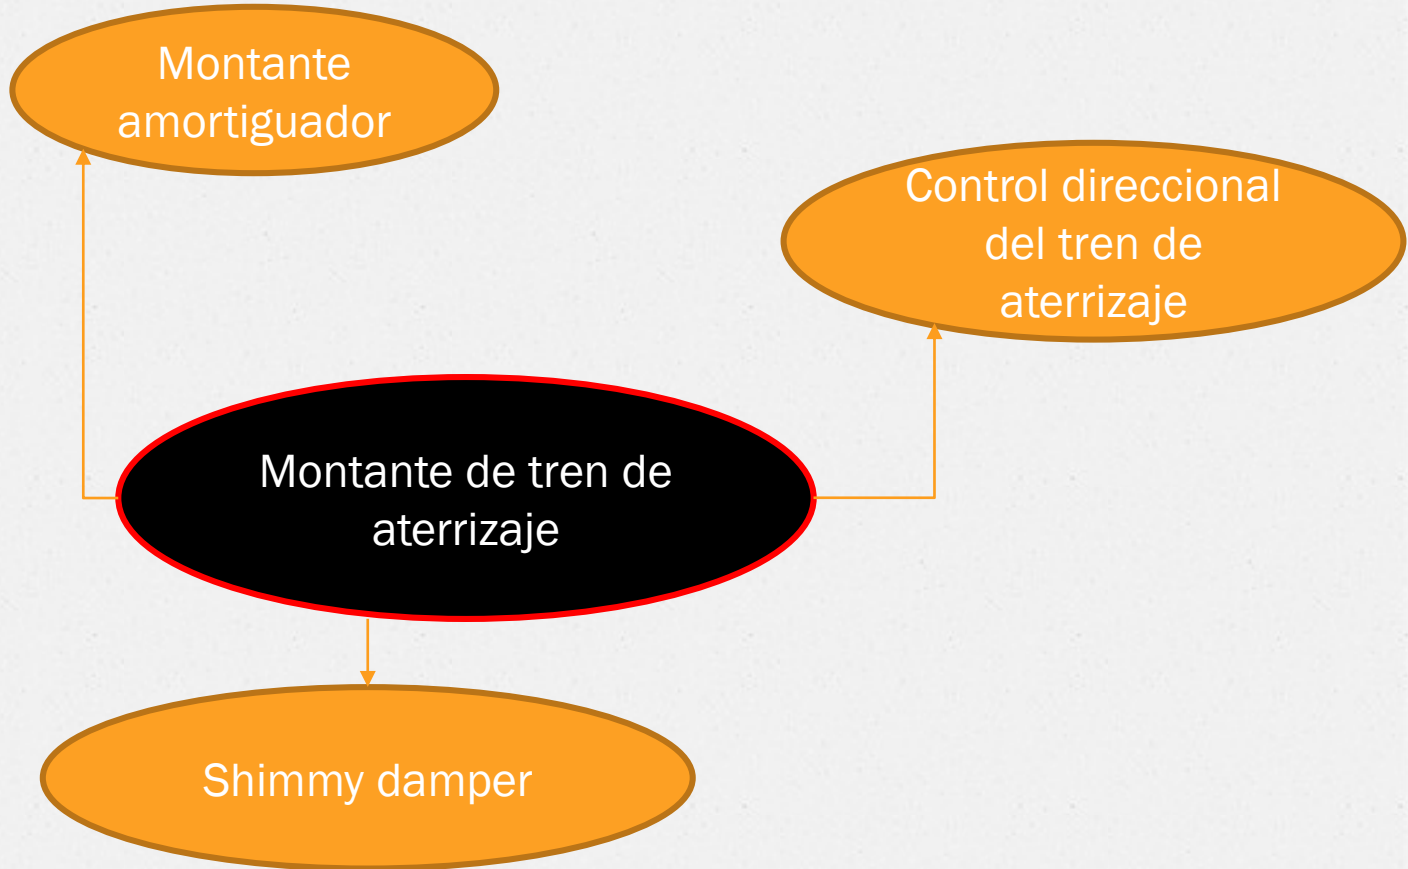 Montante
amortiguador
Control direccional
del tren de
aterrizaje
Montante de tren de
aterrizaje
Shimmy damper